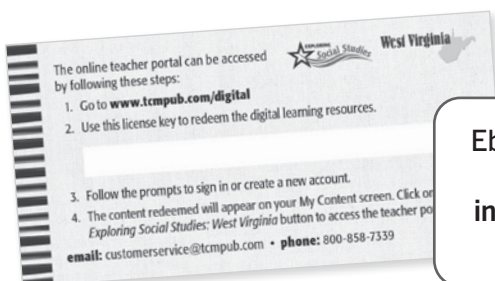 Exploring Social Studies West Virginia
The online teacher portal can be accessed
by following these steps:
1. Go to www.tcmpub.com/digital
2. Use this license key to redeem the digital learning resources.
3. Follow the prompts to sign in or create a new account.
4. The content redeemed will appear on your My Content screen. Click on
Exploring Social Studies: West Virginia button to access the teacher
email: customerservice@tcmpub.com • phone: 800-858-7339